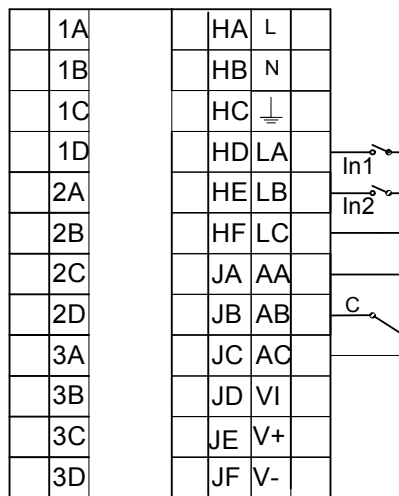 1A HA L
1B HB N
1C HC
1D HD LA
In1
2A HE LB
In2
2B HF LC
2C JA AA
2D JB AB C
3A JC AC
3B JD VI
3C JE V+
3D JF V-